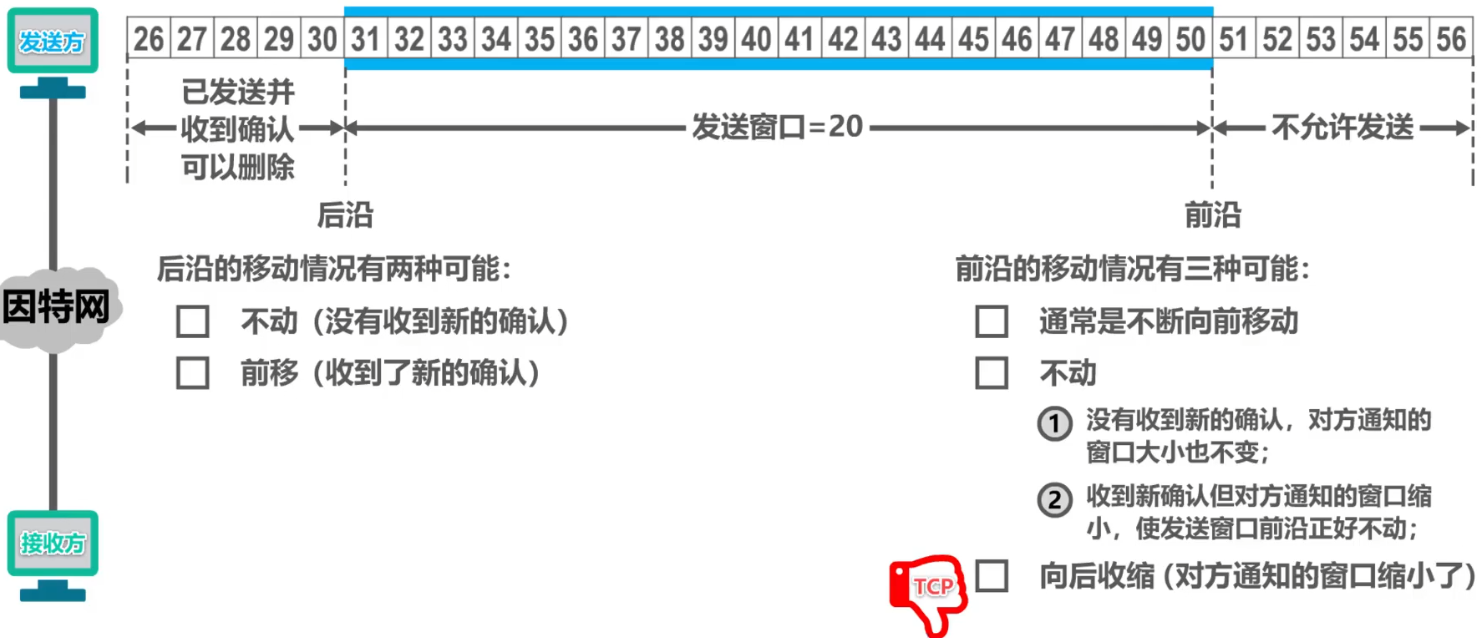 发送方
26 27 28 29 30 31 32 33 34 35 36 37 38 39 40 41 42 43 44 45 46 47 48 49 50 51 52 53 54 55 56
已发送并
收到确认
可以删除
发送窗口=20
不允许发送
后沿
前沿
后沿的移动情况有两种可能：
不动（没有收到新的确认）
前移（收到了新的确认）
前沿的移动情况有三种可能：
通常是不断向前移动
不动
1 没有收到新的确认，对方通知的
窗口大小也不变；
2 收到新确认但对方通知的窗口缩
小，使发送窗口前沿正好不动；
TCP
向后收缩 (对方通知的窗口缩小了)
因特网
接收方